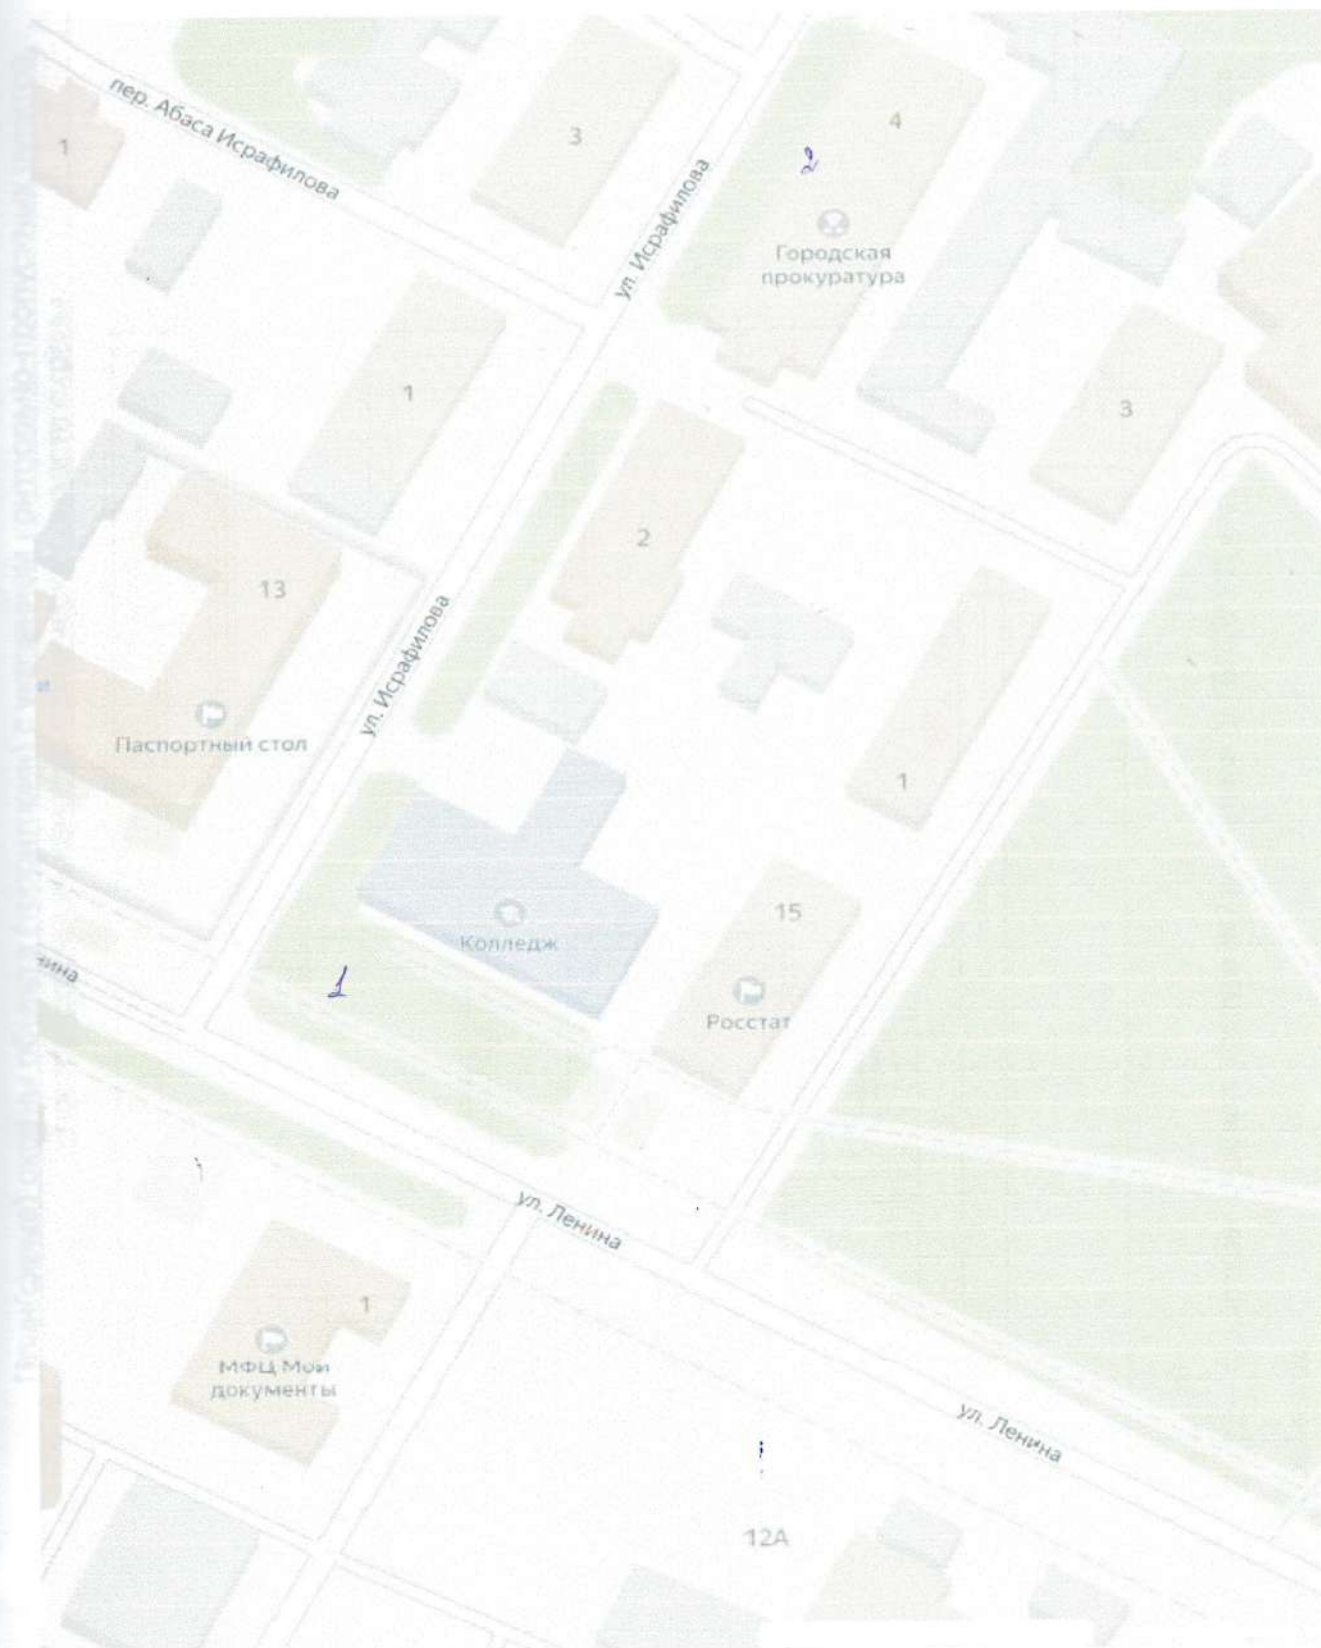 пер. Абаса Исрафилова
1
3
4
2
ул. Исрафилова
Городская
прокуратура
1
3
2
13
ул. Исрафилова
Паспортный стол
1
15
Колледж
Росстат
1
ул. Ленина
1
МФЦ Мои
документы
ул. Ленина
12А